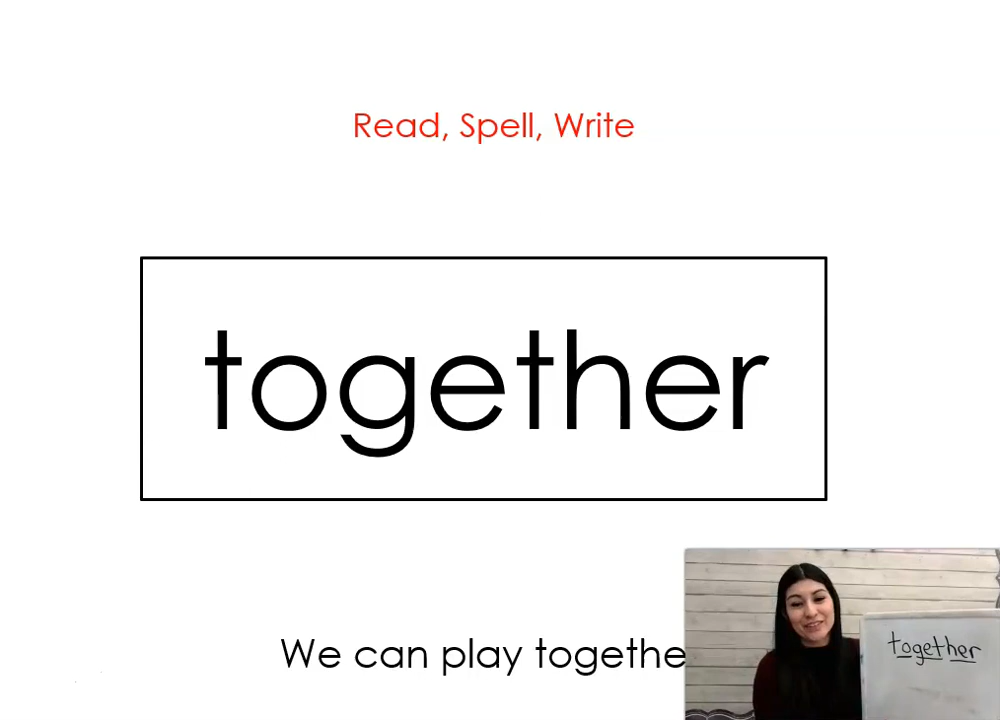 Read, Spell, Write
together
We can play togethe
together